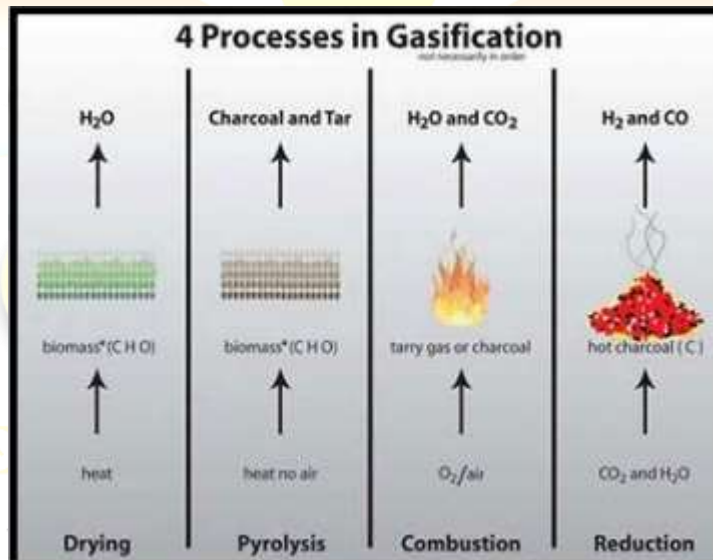 4 Processes in Gasification
not necessarily in order
H₂O
biomass*(C H O)
heat
Drying
Charcoal and Tar
biomass*(C H O)
heat no air
Pyrolysis
H₂O and CO₂
tarry gas or charcoal
O₂/air
Combustion
H₂ and CO
hot charcoal ( C )
CO₂ and H₂O
Reduction